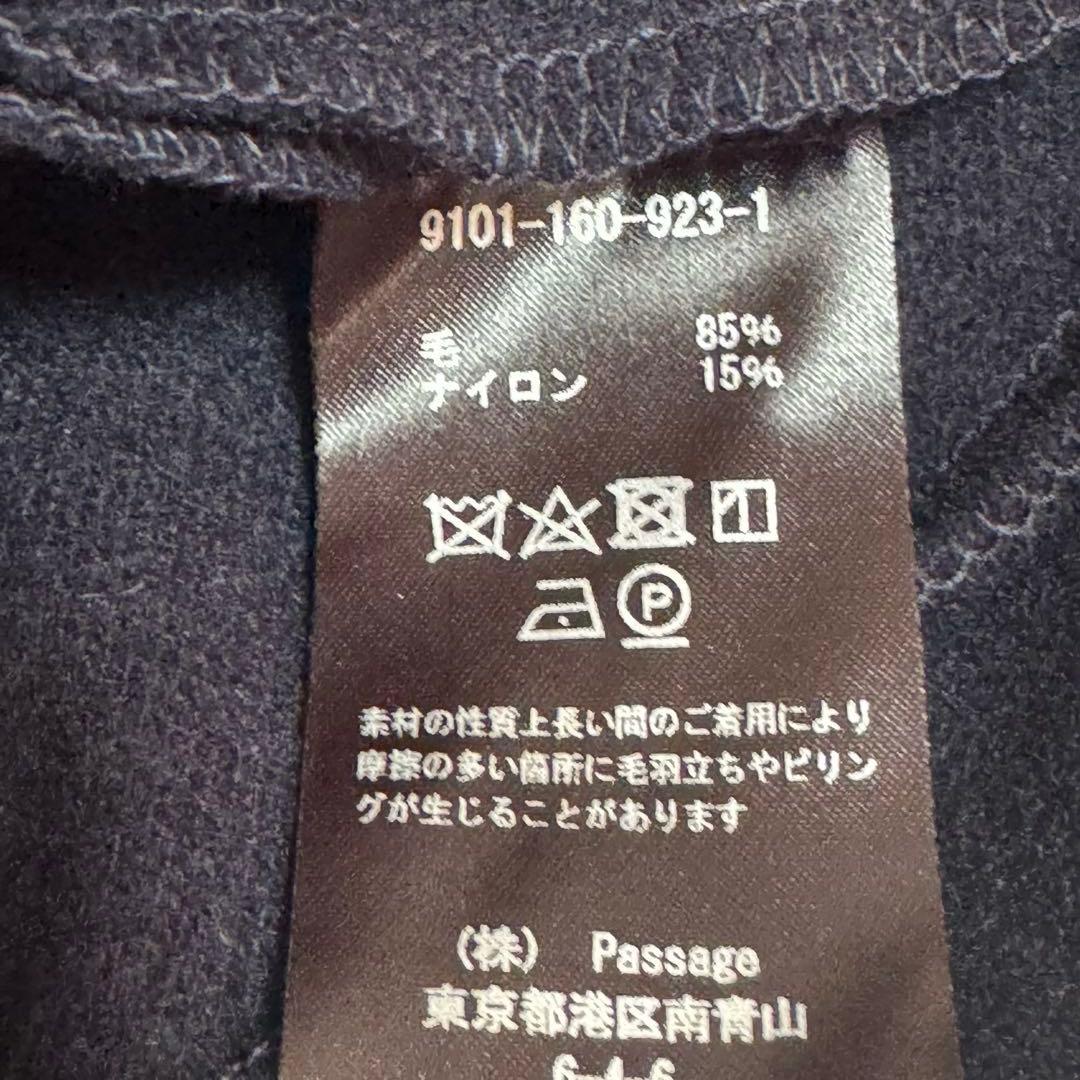 9101-160-923-1
毛 85%
ナイロン 15%
P
素材の性質上長い間のご着用により
摩擦の多い箇所に毛羽立ちやピリン
グが生じることがあります
(株) Passage
東京都港区南青山
6-4-6